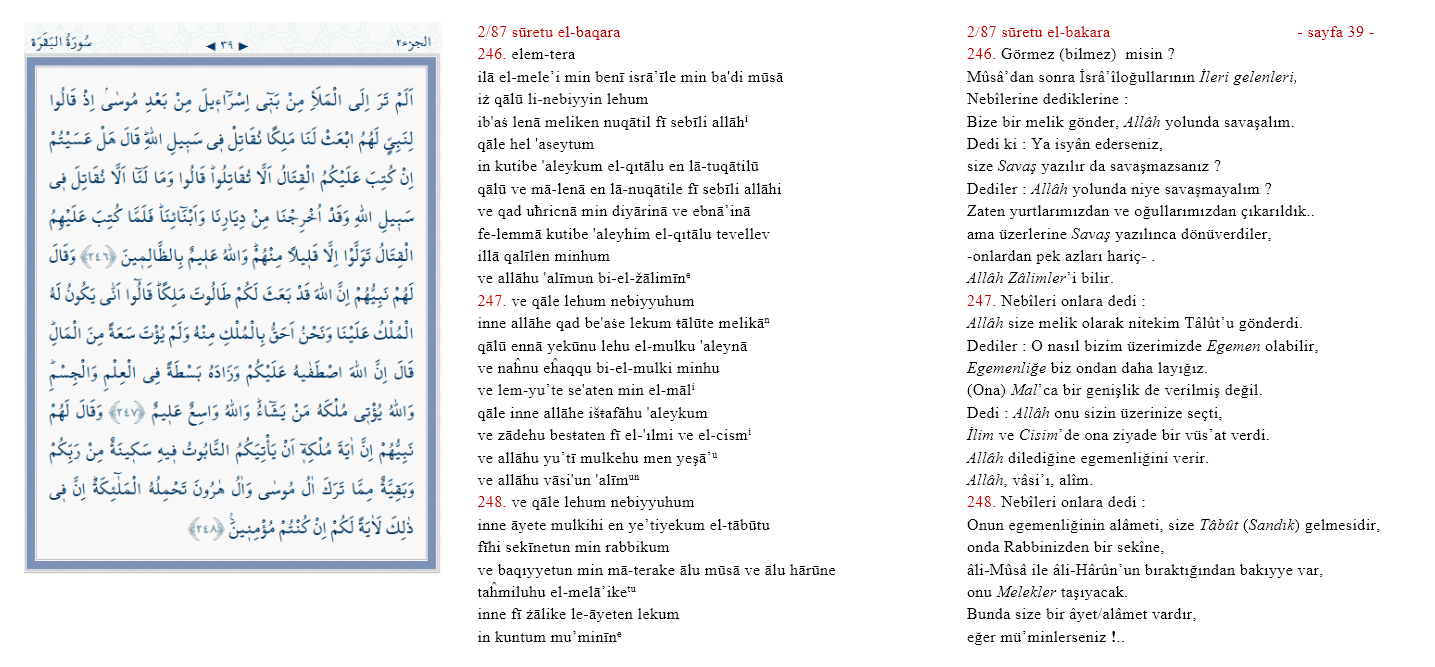 سُورَةُ البَقَرَة ◄ ٣٩ ► الجزء٢
اَلَمْ تَرَ اِلَى الْمَلَأِ مِنْ بَنٖٓى اِسْرَٓاءٖيلَ مِنْ بَعْدِ مُوسٰىۘ اِذْ قَالُوا
لِنَبِىٍّ لَهُمُ ابْعَثْ لَنَا مَلِكًا نُقَاتِلْ فٖى سَبٖيلِ اللّٰهِؕ قَالَ هَلْ عَسَيْتُمْ
اِنْ كُتِبَ عَلَيْكُمُ الْقِتَالُ اَلَّا تُقَاتِلُواؕ قَالُوا وَمَا لَنَٓا اَلَّا نُقَاتِلَ فٖى
سَبٖيلِ اللّٰهِ وَقَدْ اُخْرِجْنَا مِنْ دِيَارِنَا وَاَبْنَٓائِنَاؕ فَلَمَّا كُتِبَ عَلَيْهِمُ
الْقِتَالُ تَوَلَّوْا اِلَّا قَلٖيلًا مِنْهُمْؕ وَاللّٰهُ عَلٖيمٌ بِالظَّالِمٖينَ ﴿٢٤٦﴾ وَقَالَ
لَهُمْ نَبِيُّهُمْ اِنَّ اللّٰهَ قَدْ بَعَثَ لَكُمْ طَالُوتَ مَلِكًاؕ قَالُٓوا اَنّٰى يَكُونُ لَهُ
الْمُلْكُ عَلَيْنَا وَنَحْنُ اَحَقُّ بِالْمُلْكِ مِنْهُ وَلَمْ يُؤْتَ سَعَةً مِنَ الْمَالِؕ
قَالَ اِنَّ اللّٰهَ اصْطَفٰيهُ عَلَيْكُمْ وَزَادَهُ بَسْطَةً فِى الْعِلْمِ وَالْجِسْمِؕ
وَاللّٰهُ يُؤْتٖى مُلْكَهُ مَنْ يَشَٓاءُؕ وَاللّٰهُ وَاسِعٌ عَلٖيمٌ ﴿٢٤٧﴾ وَقَالَ لَهُمْ
نَبِيُّهُمْ اِنَّ اٰيَةَ مُلْكِهٖٓ اَنْ يَأْتِيَكُمُ التَّابُوتُ فٖيهِ سَكٖينَةٌ مِنْ رَبِّكُمْ
وَبَقِيَّةٌ مِمَّا تَرَكَ اٰلُ مُوسٰى وَاٰلُ هٰرُونَ تَحْمِلُهُ الْمَلٰٓئِكَةُؕ اِنَّ فٖى
ذٰلِكَ لَاٰيَةً لَكُمْ اِنْ كُنْتُمْ مُؤْمِنٖينَ ﴿٢٤٨﴾
2/87 sūretu el-baqara
246. elem-tera
ilā el-mele’i min benī isrā’īle min ba'di mūsā
iż qālū li-nebiyyin lehum
ib'aṡ lenā meliken nuqātil fī sebīli allāhⁱ
qāle hel 'aseytum
in kutibe 'aleykum el-qıtālu en lā-tuqātilū
qālū ve mā-lenā en lā-nuqātile fī sebīli allāhi
ve qad uħricnā min diyārinā ve ebnā’inā
fe-lemmā kutibe 'aleyhim el-qıtālu tevellev
illā qalīlen minhum
ve allāhu 'alīmun bi-el-žālimīnᵉ
247. ve qāle lehum nebiyyuhum
inne allāhe qad be'aṡe lekum ŧālūte melikāⁿ
qālū ennā yekūnu lehu el-mulku 'aleynā
ve naĥnu eĥaqqu bi-el-mulki minhu
ve lem-yu’te se'aten min el-mālⁱ
qāle inne allāhe išŧafāhu 'aleykum
ve zādehu besŧaten fī el-'ılmi ve el-cismⁱ
ve allāhu yu’tī mulkehu men yeşā’ᵘ
ve allāhu vāsi'un 'alīmᵘⁿ
248. ve qāle lehum nebiyyuhum
inne āyete mulkihi en ye’tiyekum el-tābūtu
fīhi sekīnetun min rabbikum
ve baqıyyetun min mā-terake ālu mūsā ve ālu hārūne
taĥmiluhu el-melā’iketᵘ
inne fī żālike le-āyeten lekum
in kuntum mu’minīnᵉ
2/87 sūretu el-bakara - sayfa 39 -
246. Görmez (bilmez) misin ?
Mûsâ’dan sonra İsrâ’îloğullarının İleri gelenleri,
Nebîlerine dediklerine :
Bize bir melik gönder, Allâh yolunda savaşalım.
Dedi ki : Ya isyân ederseniz,
size Savaş yazılır da savaşmazsanız ?
Dediler : Allâh yolunda niye savaşmayalım ?
Zaten yurtlarımızdan ve oğullarımızdan çıkarıldık..
ama üzerlerine Savaş yazılınca dönüverdiler,
-onlardan pek azları hariç- .
Allâh Zâlimler’i bilir.
247. Nebîleri onlara dedi :
Allâh size melik olarak nitekim Tâlût’u gönderdi.
Dediler : O nasıl bizim üzerimizde Egemen olabilir,
Egemenliğe biz ondan daha layığız.
(Ona) Mal’ca bir genişlik de verilmiş değil.
Dedi : Allâh onu sizin üzerinize seçti,
İlim ve Cisim’de ona ziyade bir vüs’at verdi.
Allâh dilediğine egemenliğini verir.
Allâh, vâsi’ı, alîm.
248. Nebîleri onlara dedi :
Onun egemenliğinin alâmeti, size Tâbût (Sandık) gelmesidir,
onda Rabbinizden bir sekîne,
âli-Mûsâ ile âli-Hârûn’un bıraktığından bakıyye var,
onu Melekler taşıyacak.
Bunda size bir âyet/alâmet vardır,
eğer mü’minlerseniz !..